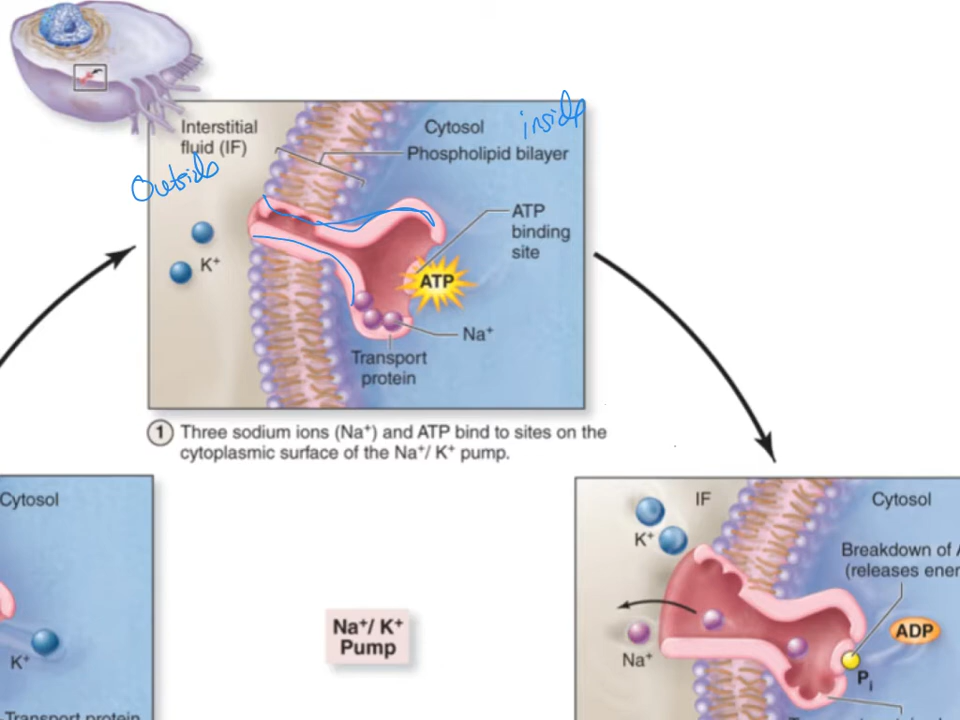 Interstitial
fluid (IF)
Outside
Cytosol
inside
Phospholipid bilayer
ATP
binding
site
K⁺
ATP
Na⁺
Transport
protein
1 Three sodium ions (Na⁺) and ATP bind to sites on the
cytoplasmic surface of the Na⁺/ K⁺ pump.
Cytosol
K⁺
Transport protein
Na⁺/ K⁺
Pump
IF
Cytosol
K⁺
Breakdown of
(releases
ADP
Na⁺
Pi